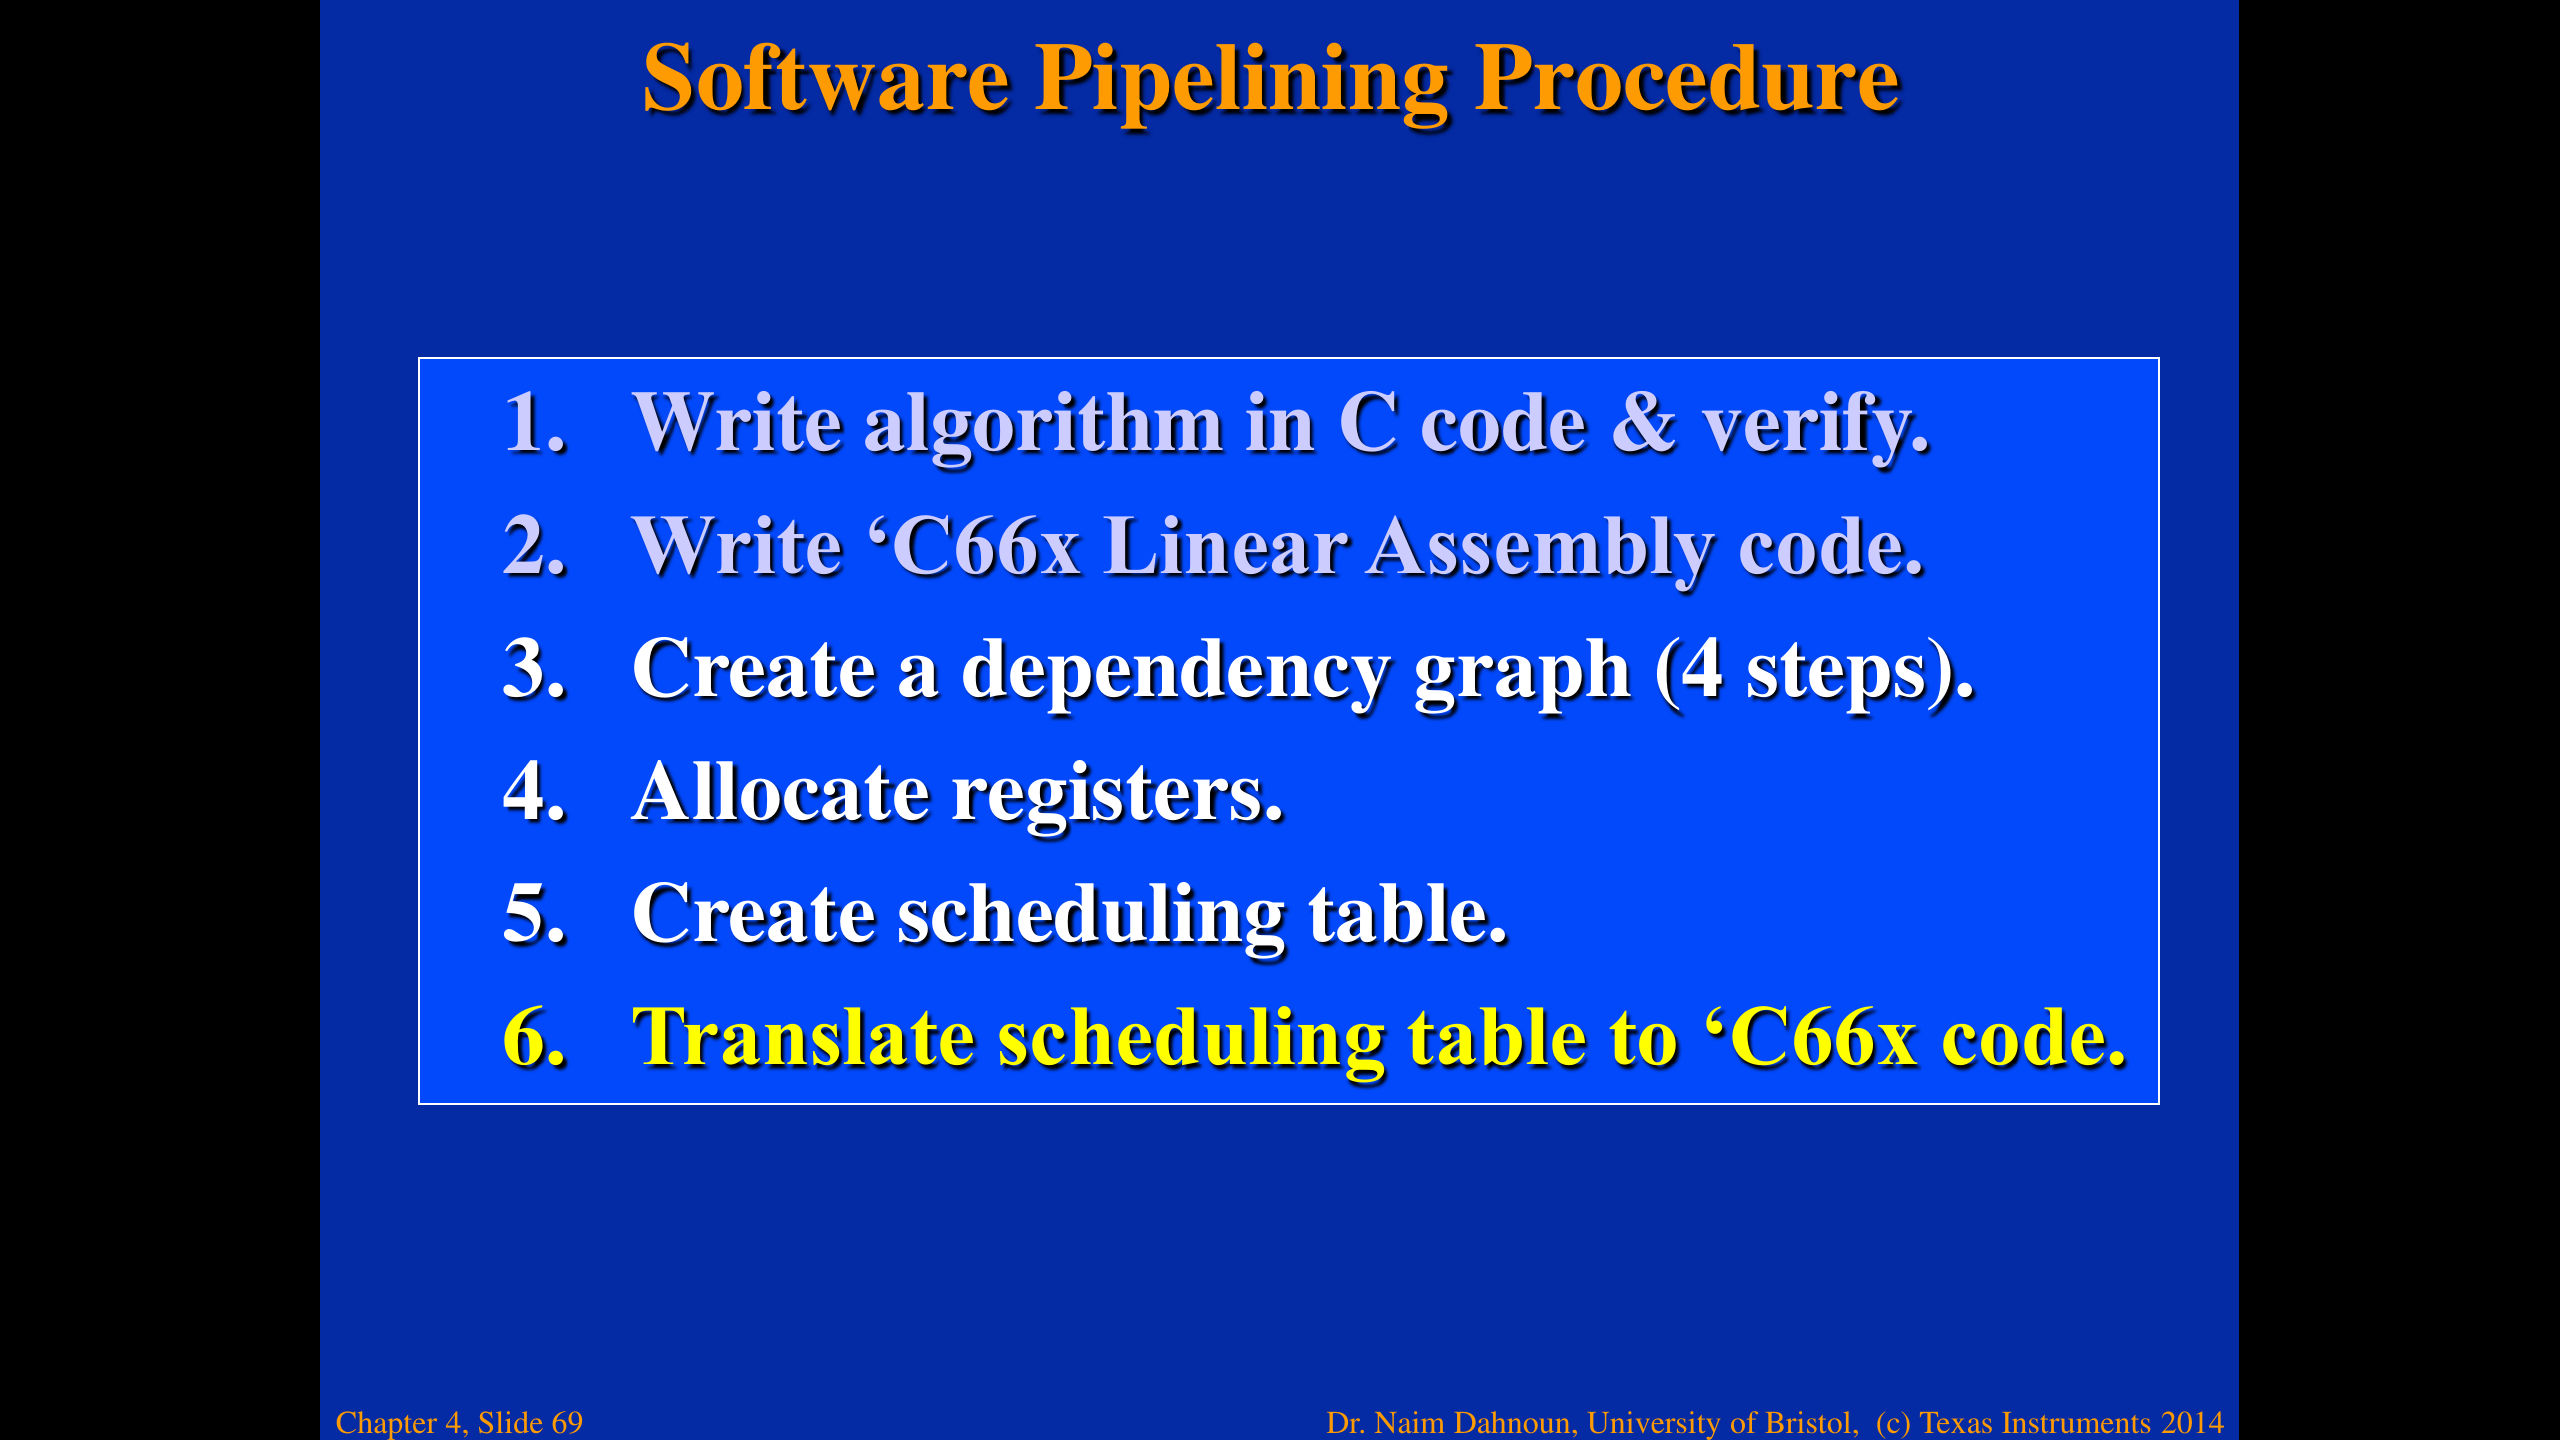 Software Pipelining Procedure
1. Write algorithm in C code & verify.
2. Write ‘C66x Linear Assembly code.
3. Create a dependency graph (4 steps).
4. Allocate registers.
5. Create scheduling table.
6. Translate scheduling table to ‘C66x code.
Chapter 4, Slide 69
Dr. Naim Dahnoun, University of Bristol, (c) Texas Instruments 2014